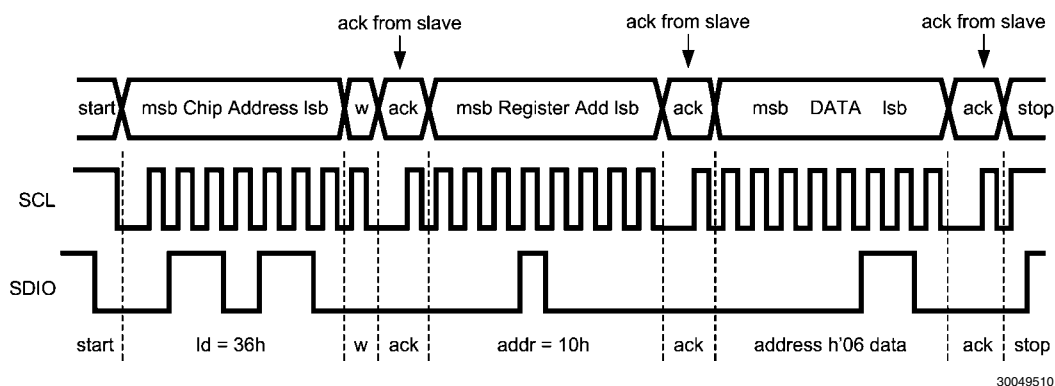 ack from slave ack from slave ack from slave
start msb Chip Address lsb w ack msb Register Add lsb ack msb DATA lsb ack stop
SCL
SDIO
start Id = 36h w ack addr = 10h ack address h'06 data ack stop
30049510